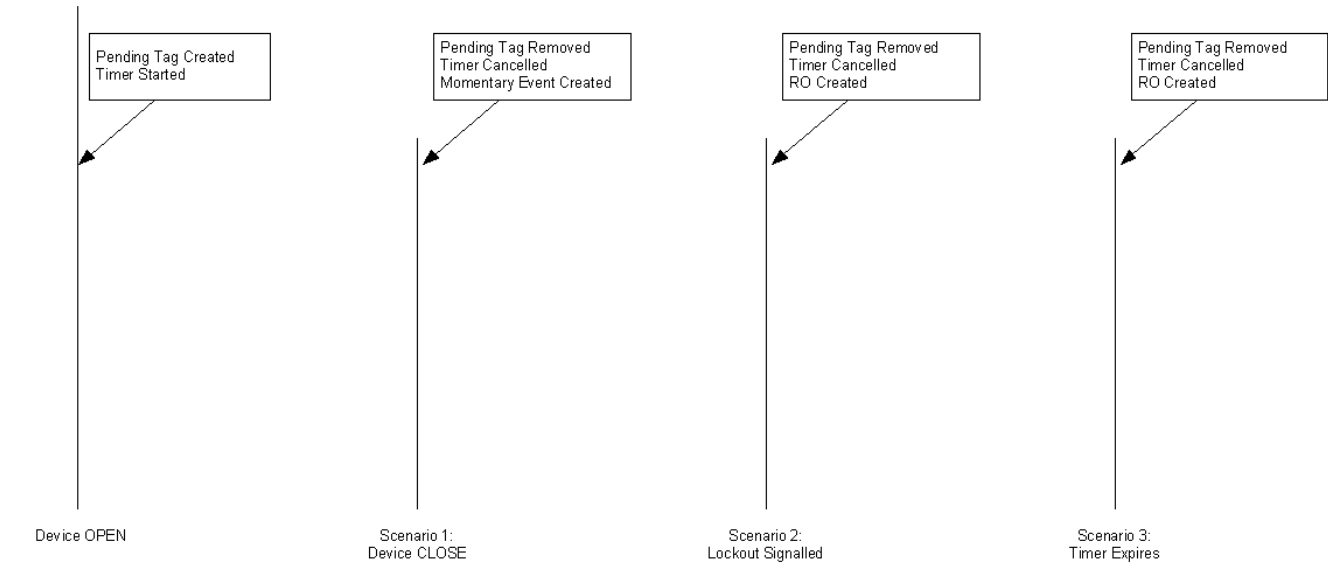 Pending Tag Created
Timer Started
Pending Tag Removed
Timer Cancelled
Momentary Event Created
Pending Tag Removed
Timer Cancelled
RO Created
Pending Tag Removed
Timer Cancelled
RO Created
Device OPEN
Scenario 1:
Device CLOSE
Scenario 2:
Lockout Signalled
Scenario 3:
Timer Expires